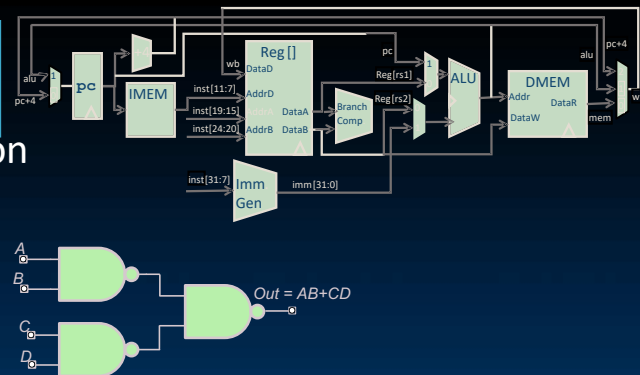 pc+4
alu
pc
Reg[]
wb
DataD
Reg[rs1]
1
ALU
DMEM
alu
1
pc
pc+4
IMEM
inst[11:7]
AddrD
Addr
DataR
inst[19:15]
DataA
Branch
Comp
Reg[rs2]
inst[24:20]
AddrB
DataB
DataW
mem
on
inst[31:7]
Imm
Gen
imm[31:0]
A
B
Out = AB+CD
C
D